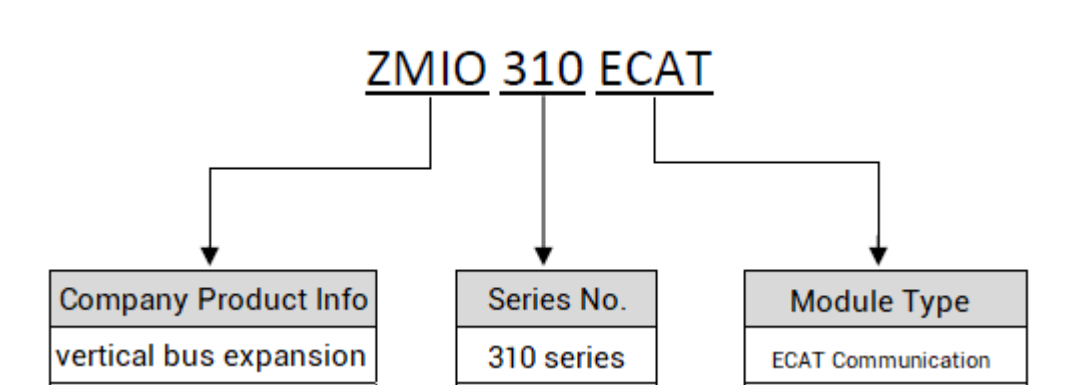 ZMIO 310 ECAT
Company Product Info
vertical bus expansion
Series No.
310 series
Module Type
ECAT Communication